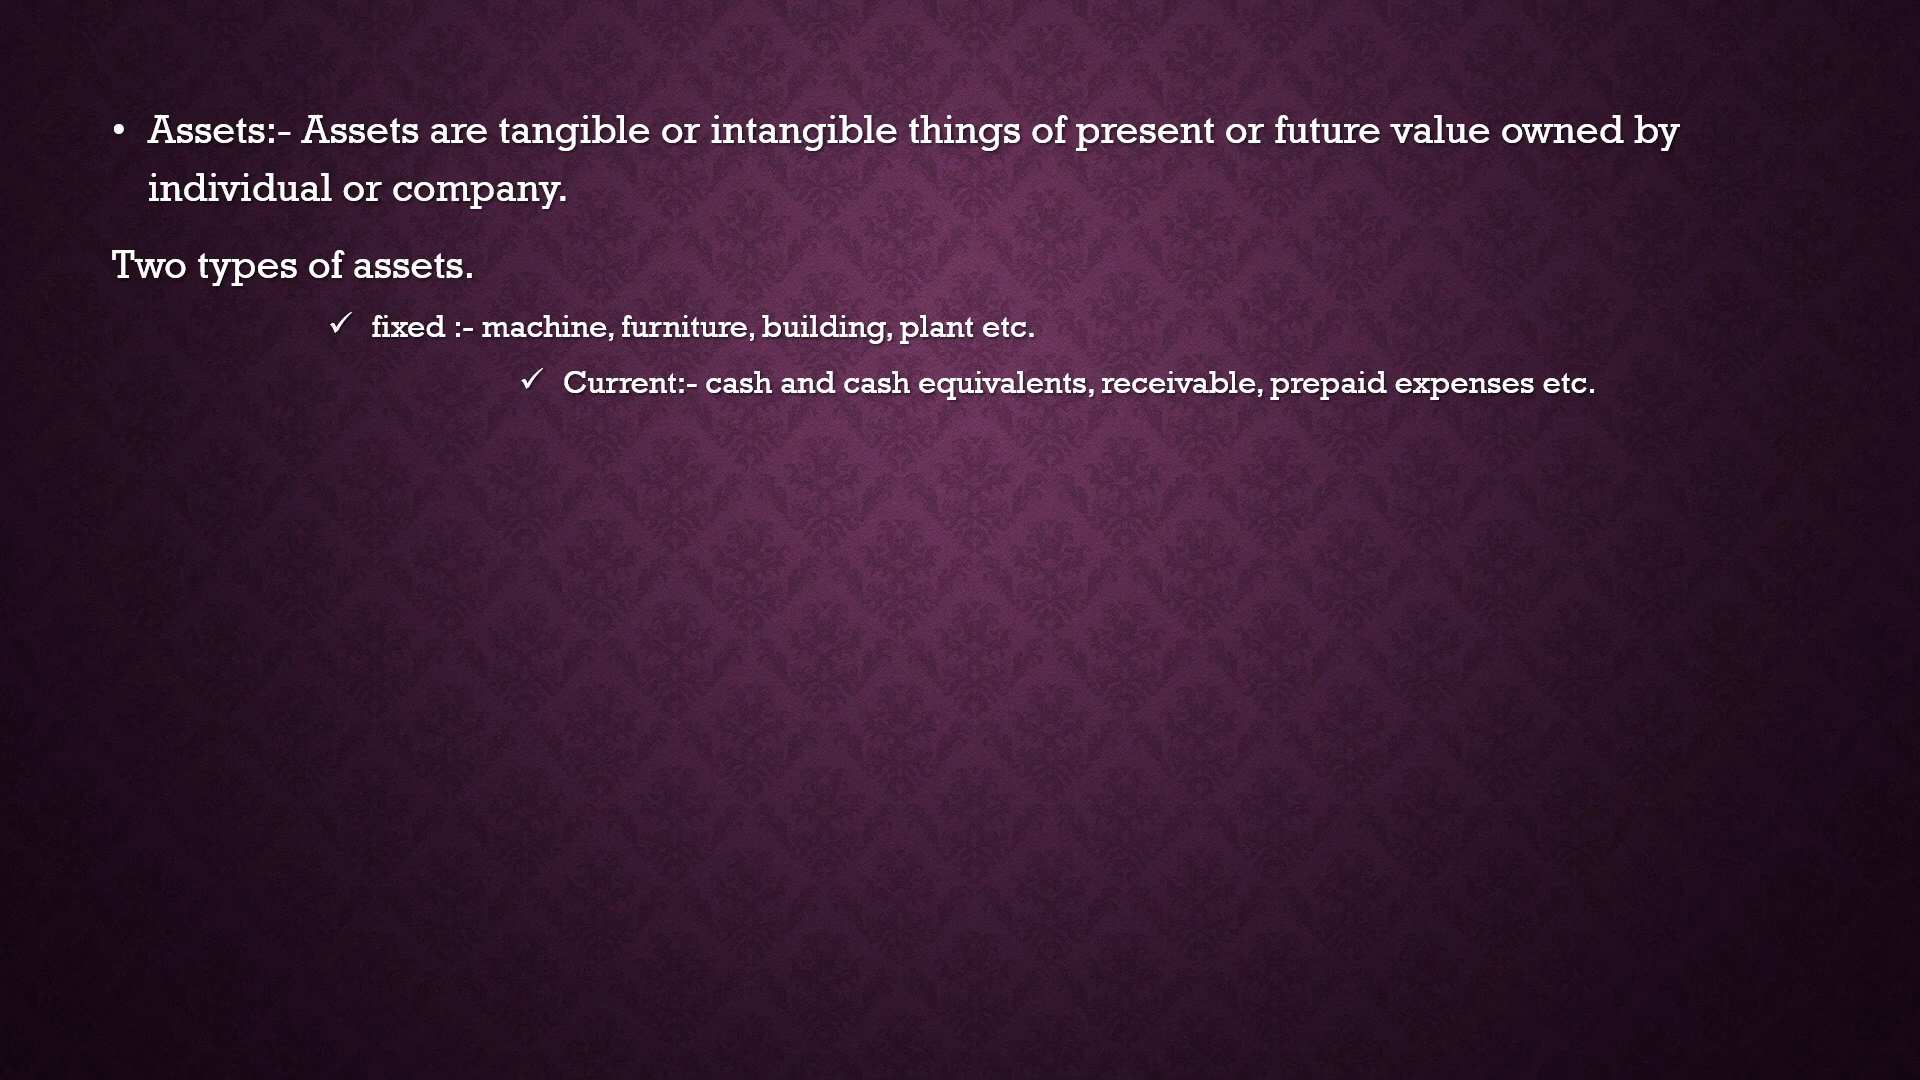 • Assets:- Assets are tangible or intangible things of present or future value owned by
individual or company.
Two types of assets.
✓ fixed :- machine, furniture, building, plant etc.
✓ Current:- cash and cash equivalents, receivable, prepaid expenses etc.